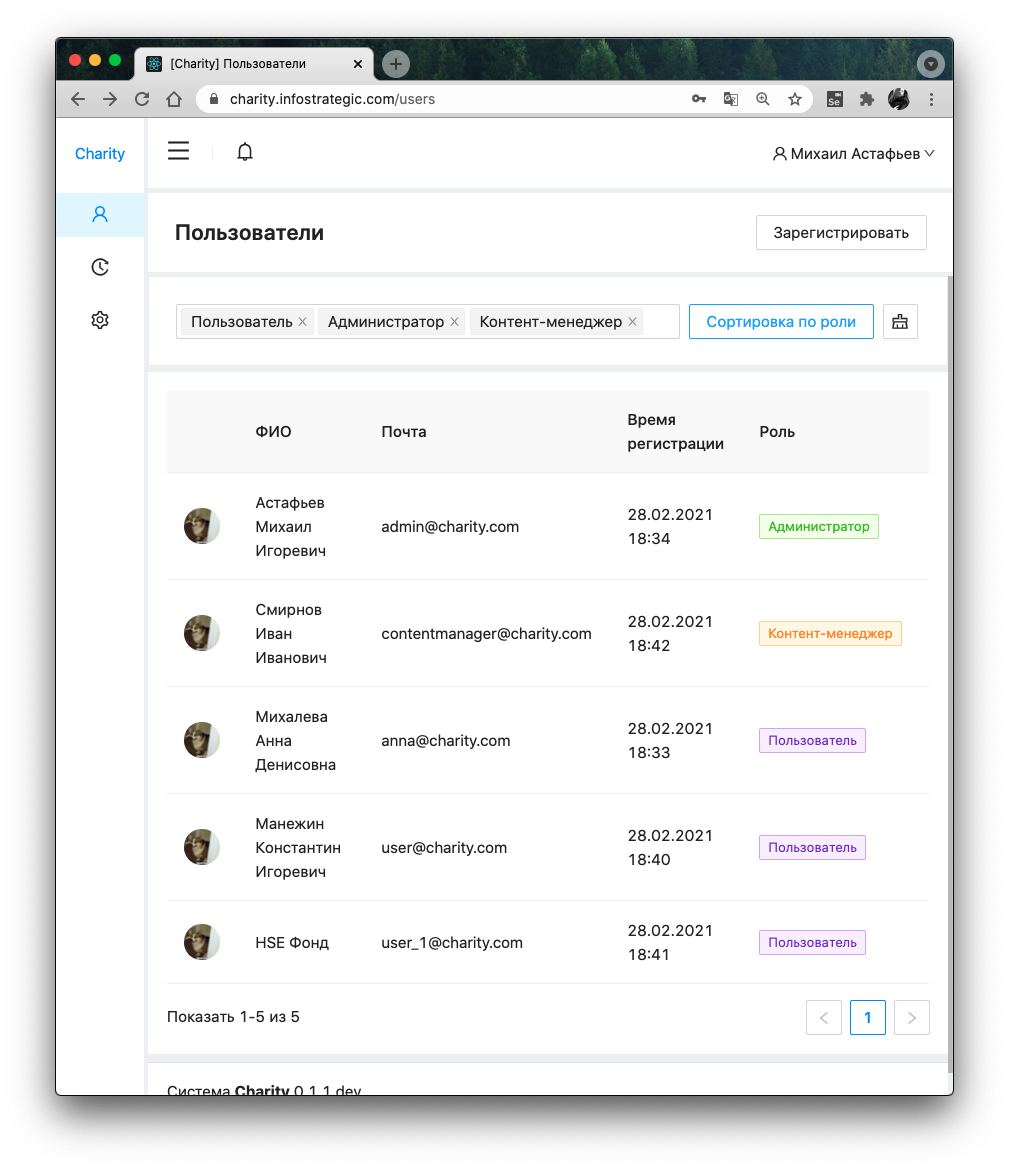 [Charity] Пользователи
charity.infostrategic.com/users
Se
Charity
Михаил Астафьев
Пользователи
Зарегистрировать
Пользователь
Администратор
Контент-менеджер
Сортировка по роли
ФИО
Почта
Время
регистрации
Роль
Астафьев
Михаил
Игоревич
admin@charity.com
28.02.2021
18:34
Администратор
Смирнов
Иван
Иванович
contentmanager@charity.com
28.02.2021
18:42
Контент-менеджер
Михалева
Анна
Денисовна
anna@charity.com
28.02.2021
18:33
Пользователь
Манежин
Константин
Игоревич
user@charity.com
28.02.2021
18:40
Пользователь
HSE Фонд
user_1@charity.com
28.02.2021
18:41
Пользователь
Показать 1-5 из 5
1
Система Charity 0.1.1.dev